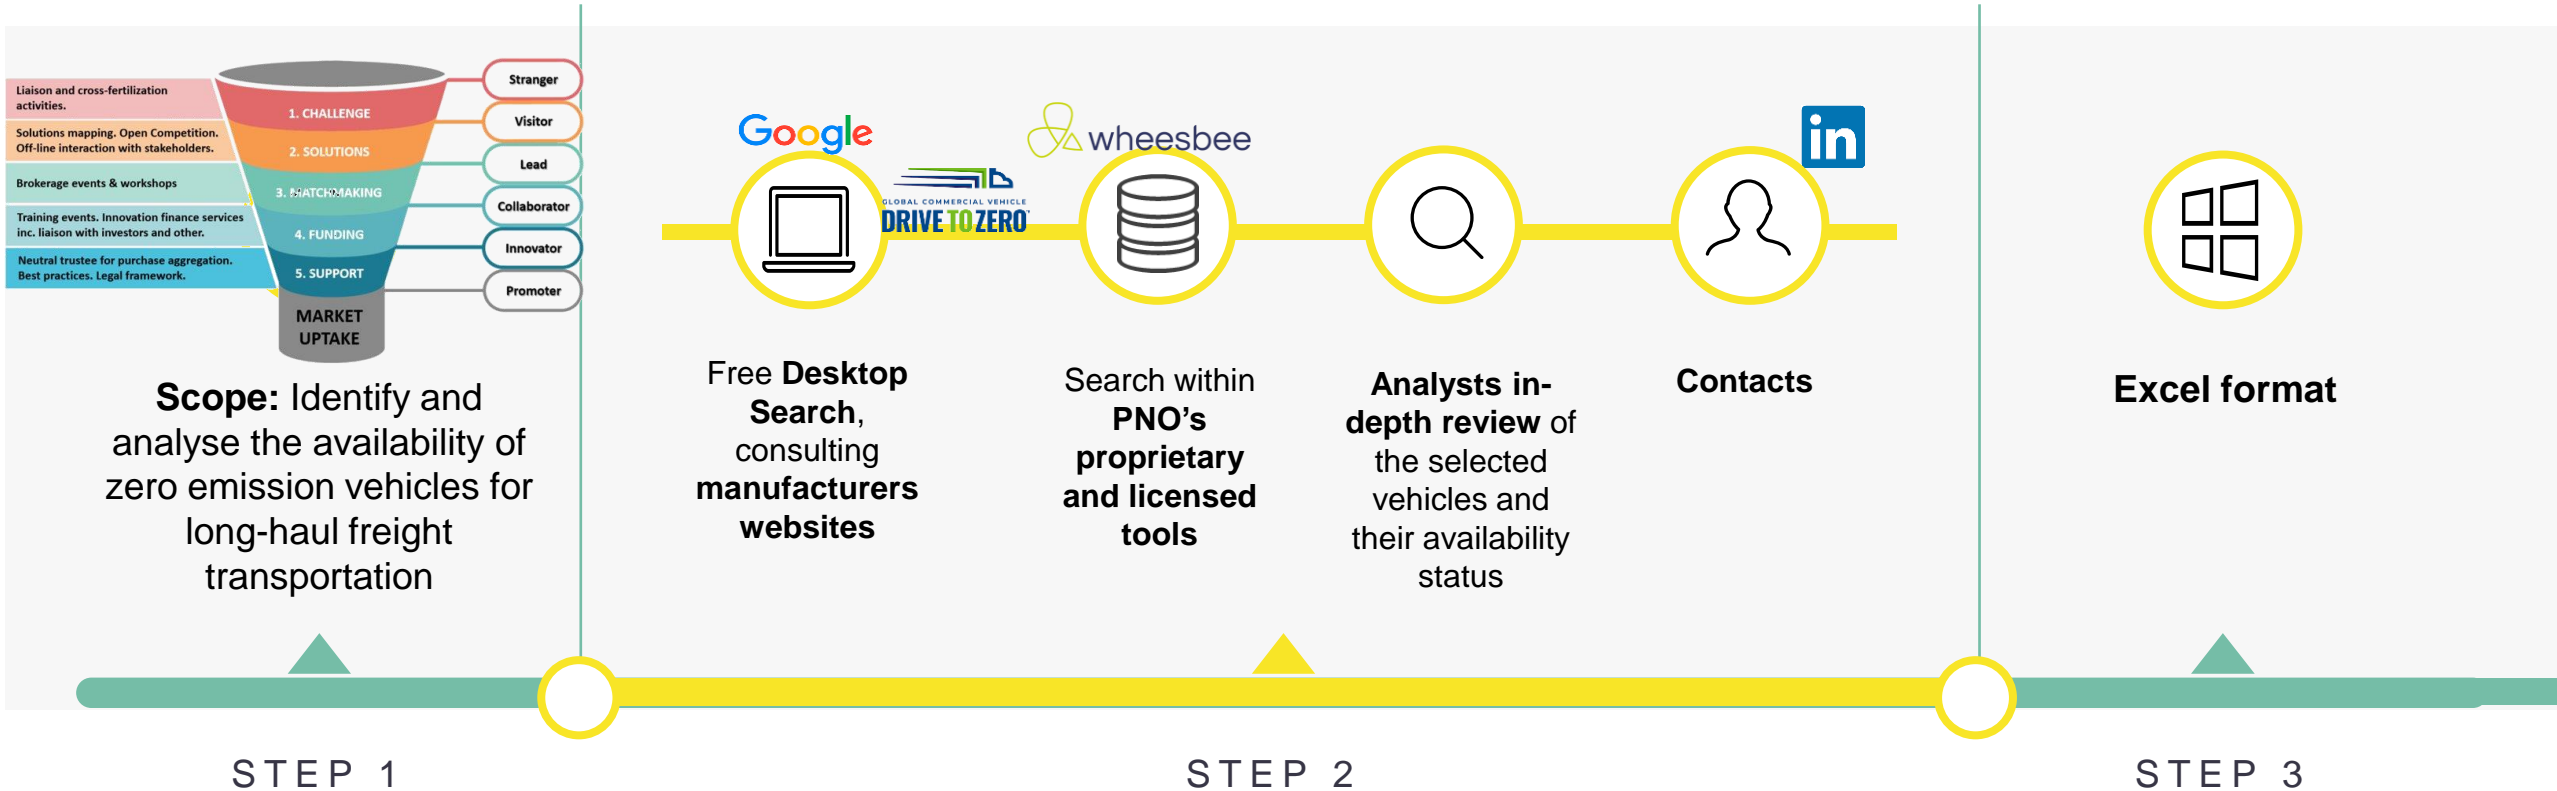 Liaison and cross-fertilization
activities.
Solutions mapping. Open Competition.
Off-line interaction with stakeholders.
Brokerage events & workshops
Training events. Innovation finance services
inc. liaison with investors and other.
Neutral trustee for purchase aggregation.
Best practices. Legal framework.
1. CHALLENGE
2. SOLUTIONS
3. MATCHMAKING
4. FUNDING
5. SUPPORT
MARKET
UPTAKE
Stranger
Visitor
Lead
Collaborator
Innovator
Promoter
Scope: Identify and
analyse the availability of
zero emission vehicles for
long-haul freight
transportation
Google
GLOBAL COMMERCIAL VEHICLE
DRIVE TO ZERO
wheesbee
in
Free Desktop
Search,
consulting
manufacturers
websites
Search within
PNO’s
proprietary
and licensed
tools
Analysts in-
depth review of
the selected
vehicles and
their availability
status
Contacts
Excel format
STEP 1
STEP 2
STEP 3